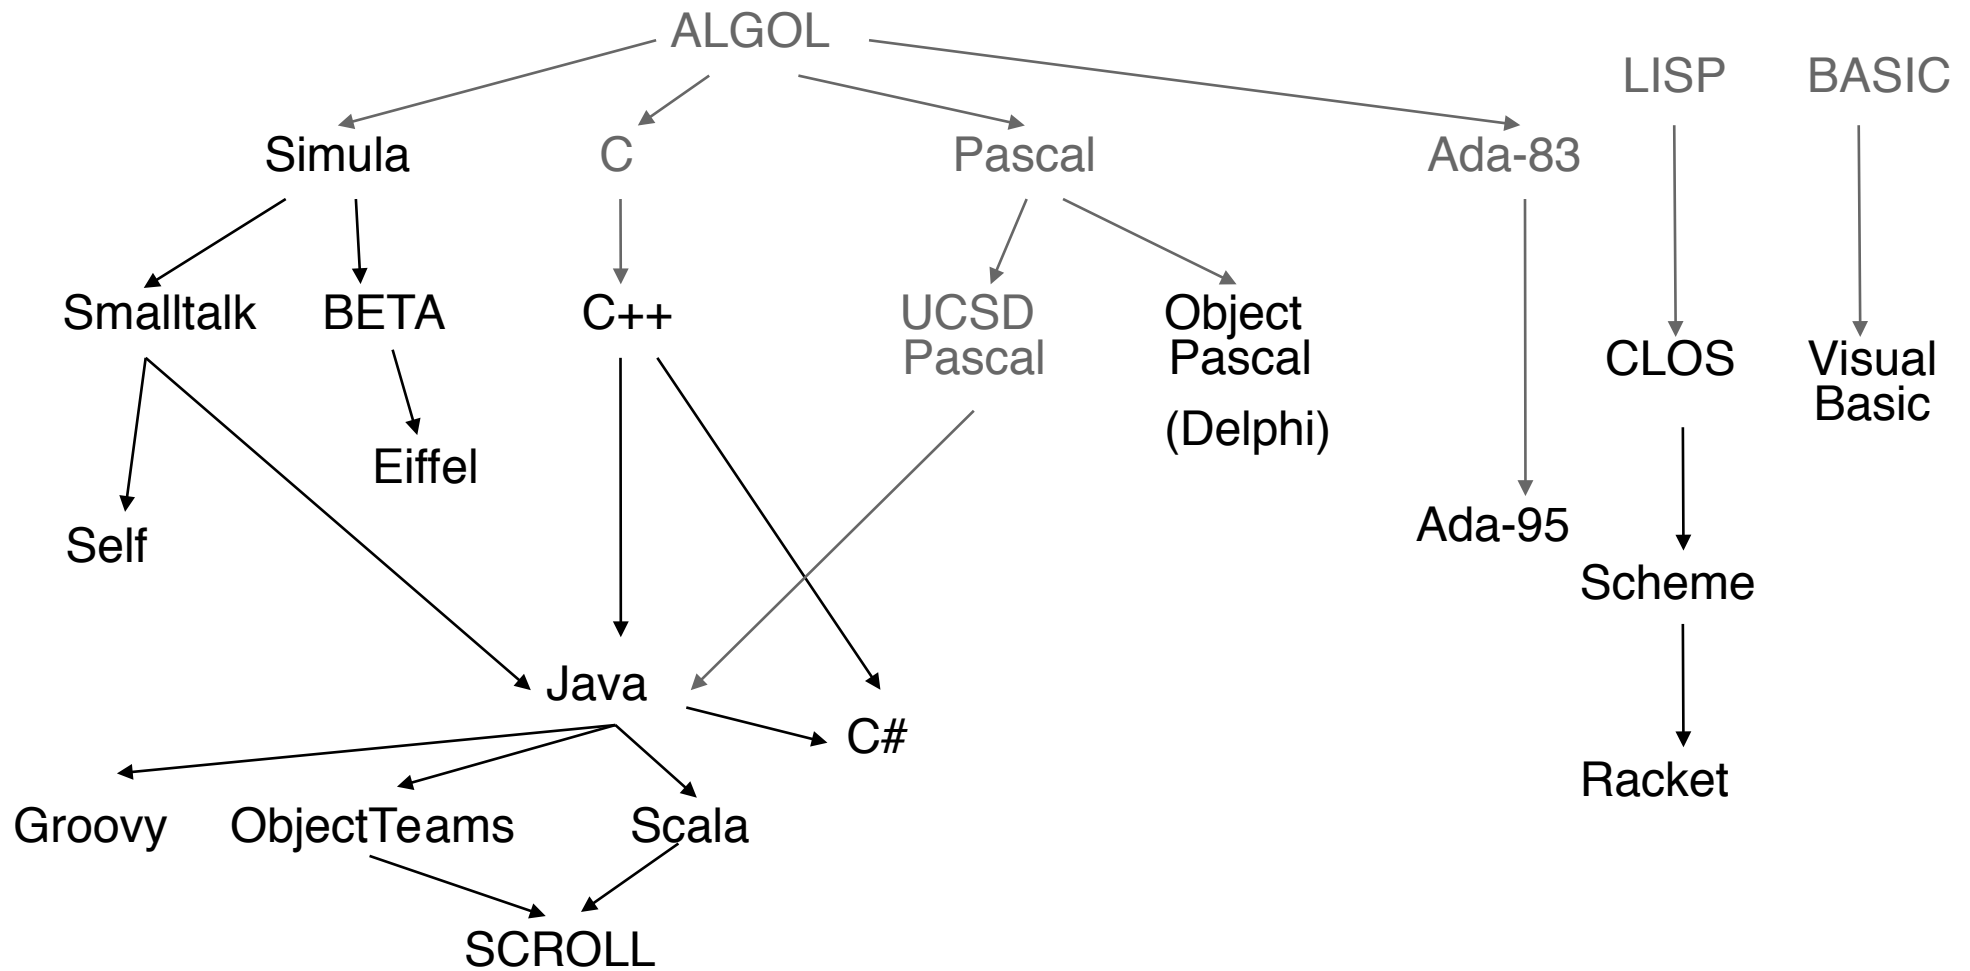 ALGOL
LISP
BASIC
Simula
C
Pascal
Ada-83
Smalltalk
BETA
C++
UCSD
Pascal
Object
Pascal
(Delphi)
CLOS
Visual
Basic
Eiffel
Self
Ada-95
Scheme
Java
C#
Racket
Groovy
ObjectTeams
Scala
SCROLL